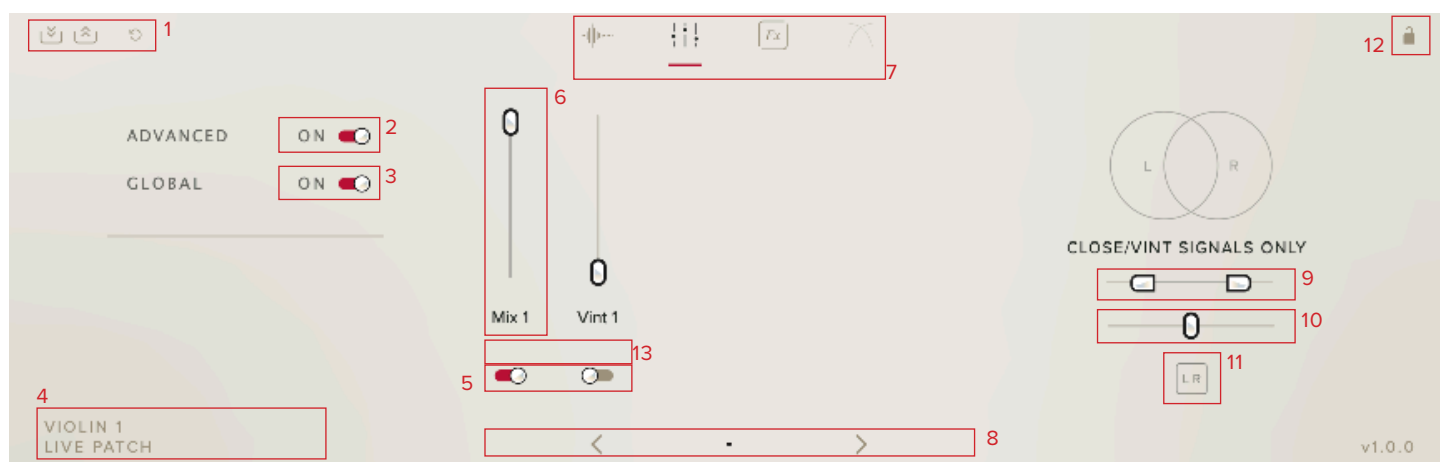 1
Fx
7
12
ADVANCED ON 2
GLOBAL ON 3
6
L R
CLOSE/VINT SIGNALS ONLY
9
10
Mix 1 Vint 1
13
5
L R 11
4
VIOLIN 1
LIVE PATCH
8
v1.0.0